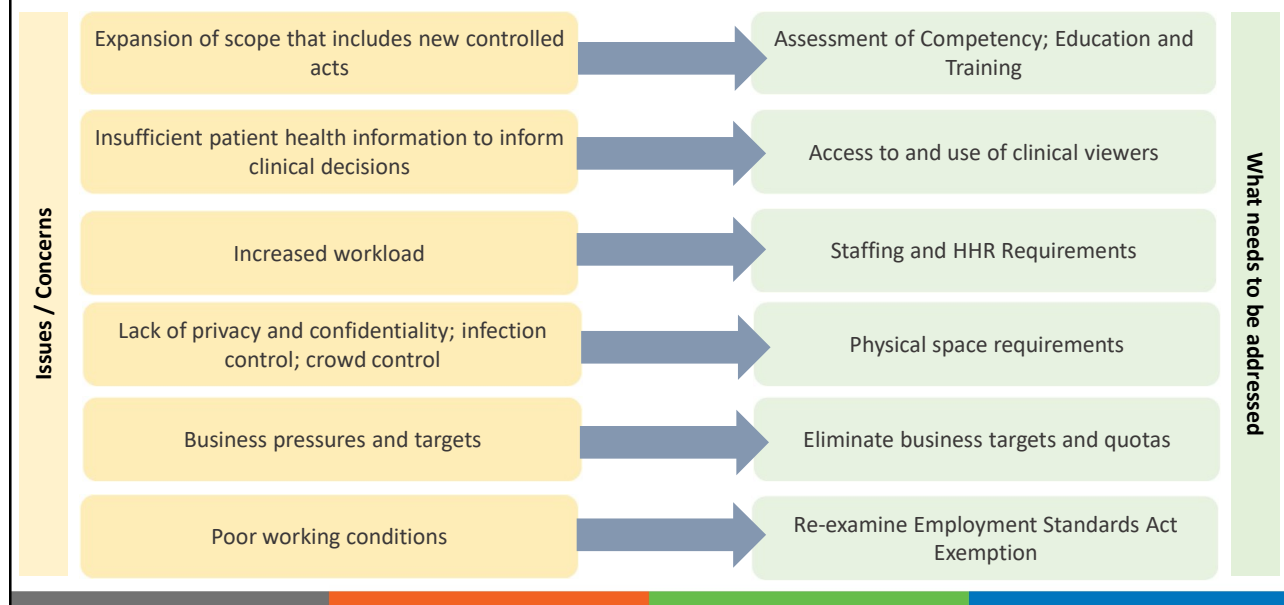 Issues / Concerns
Expansion of scope that includes new controlled
acts
Assessment of Competency; Education and
Training
Insufficient patient health information to inform
clinical decisions
Access to and use of clinical viewers
Increased workload
Staffing and HHR Requirements
Lack of privacy and confidentiality; infection
control; crowd control
Physical space requirements
Business pressures and targets
Eliminate business targets and quotas
Poor working conditions
Re-examine Employment Standards Act
Exemption
What needs to be addressed